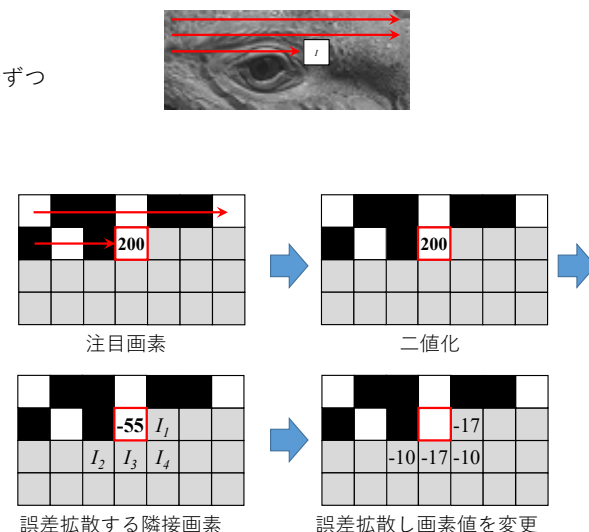 I
ずつ
200
200
注目画素
二値化
-55 I1
I2 I3 I4
-17
-10 -17 -10
誤差拡散する隣接画素
誤差拡散し画素値を変更